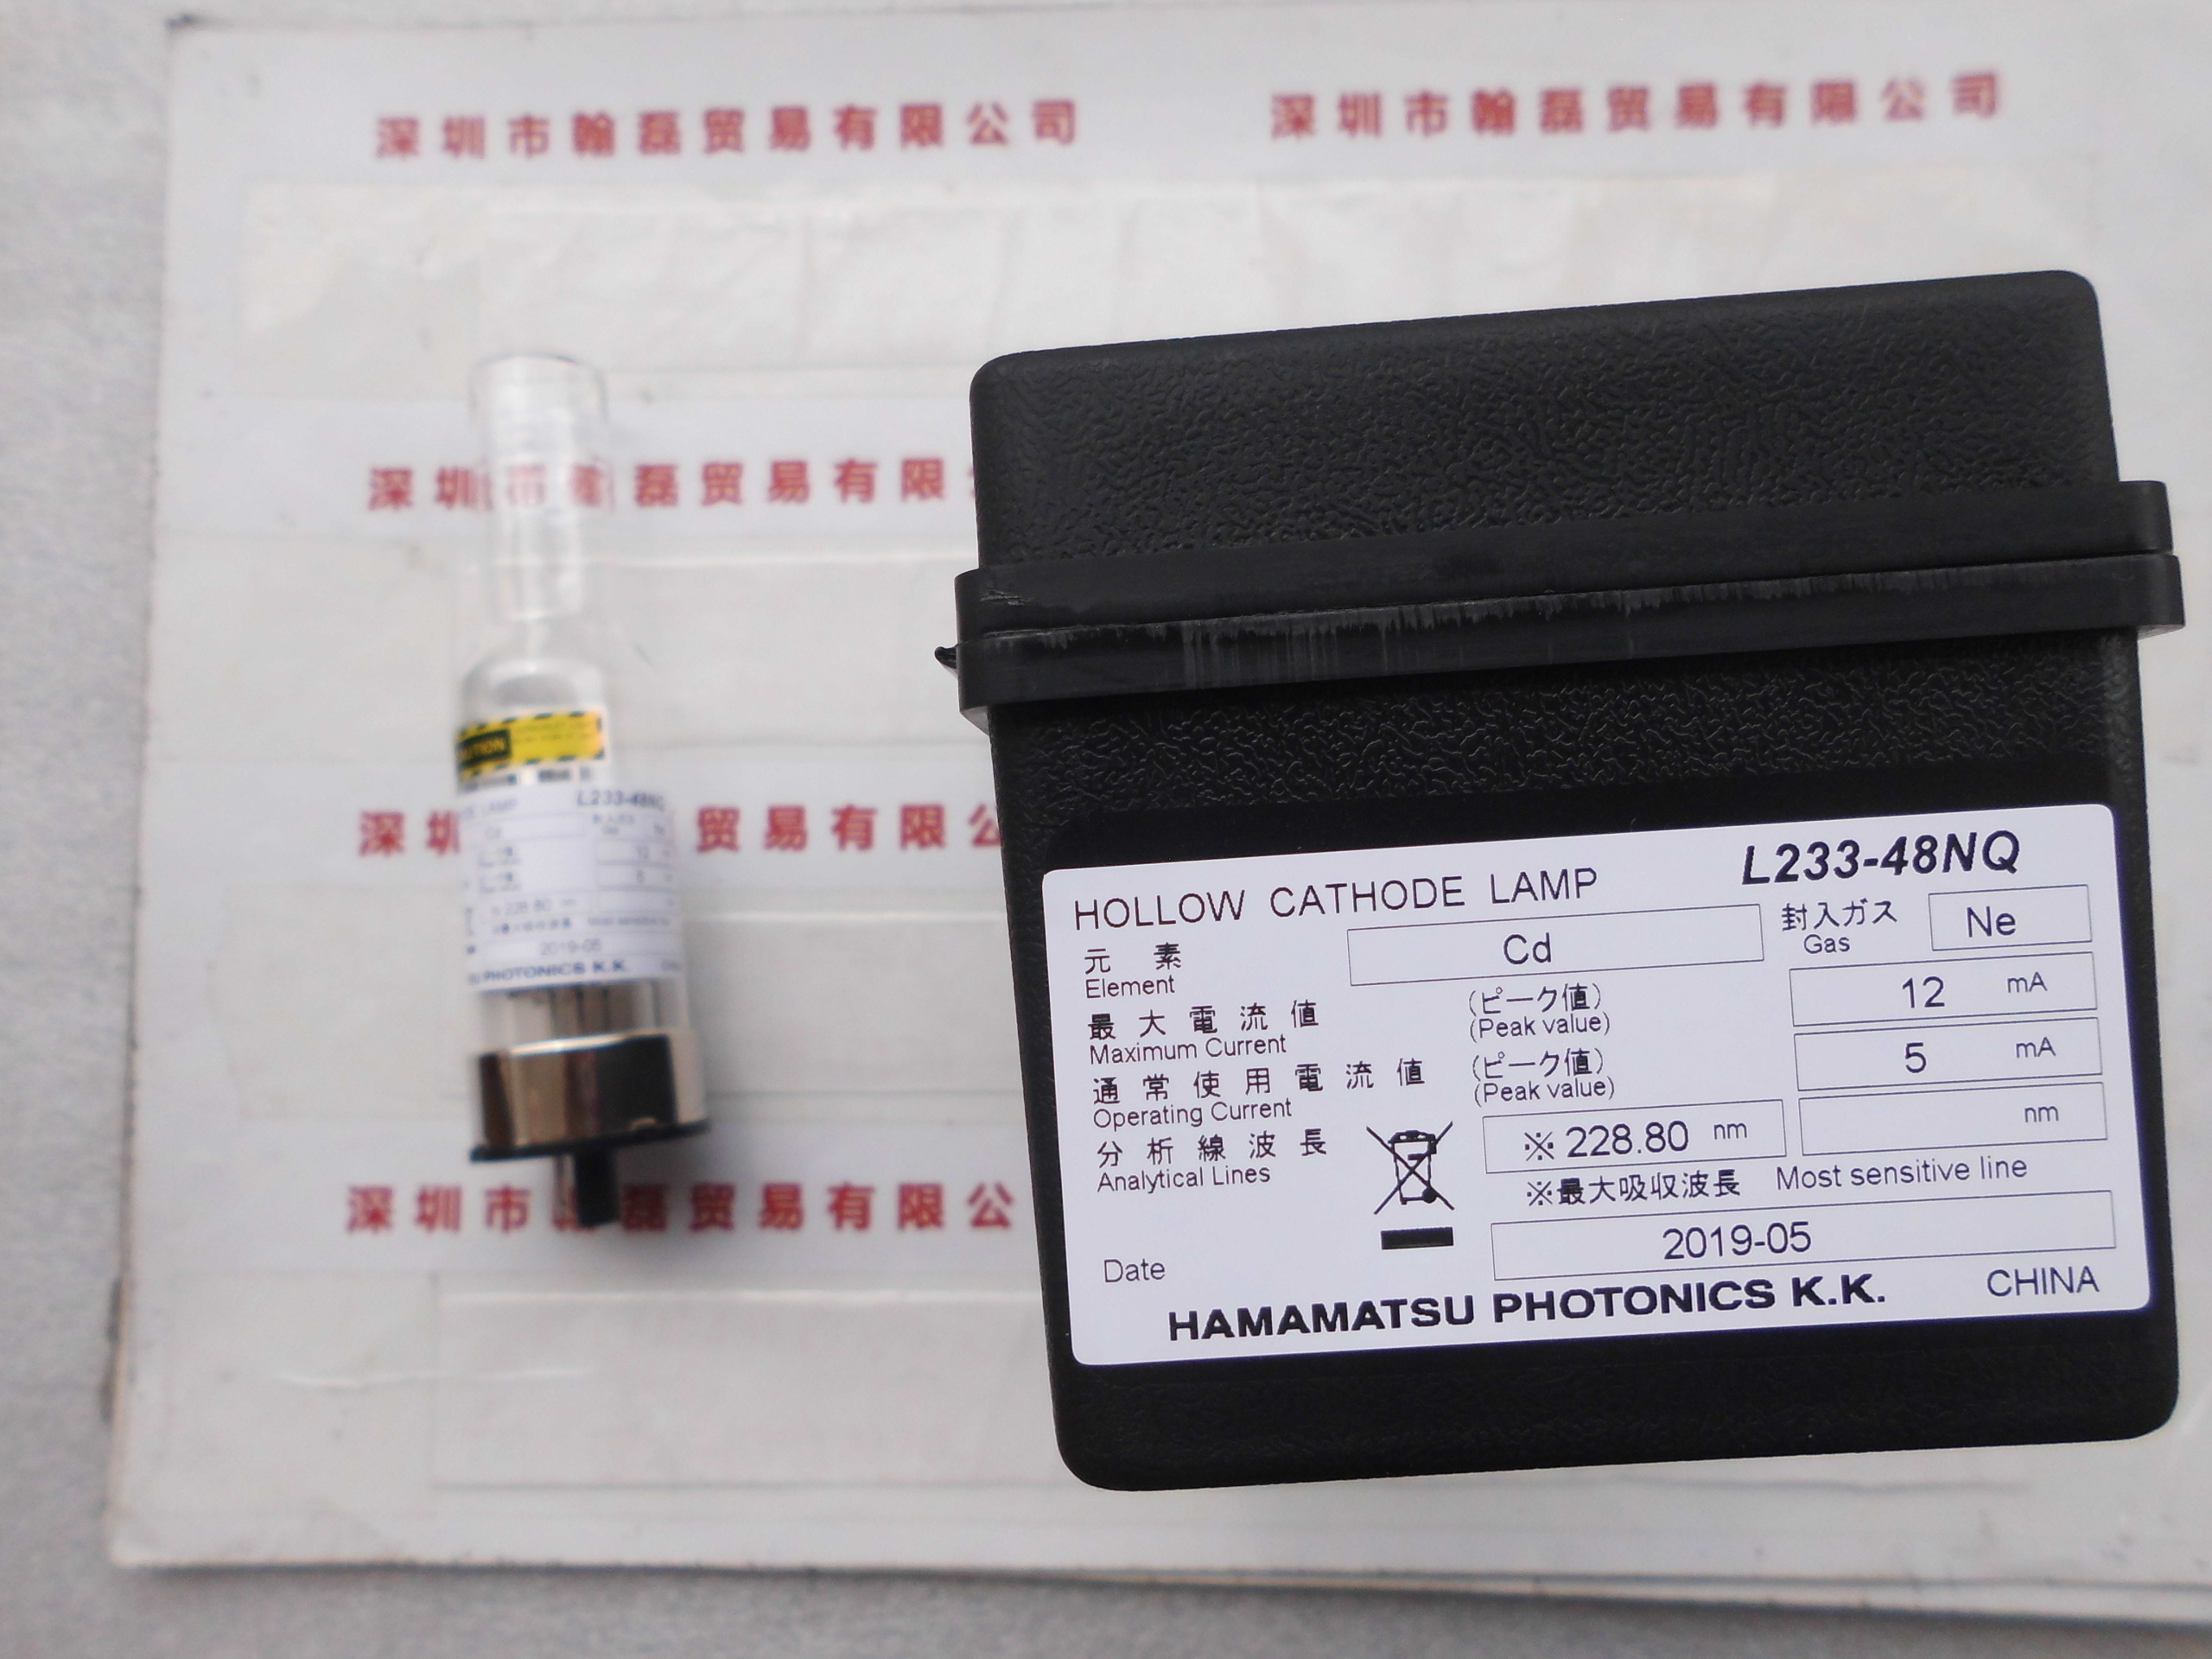 深圳市翰磊贸易有限公司 深圳市翰磊贸易有限公司
深圳市 磊贸易有限
深圳 贸易有限公
深圳市 磊贸易有限公
L233-48NQ
Cd
228.80
2019-05
PHOTONICS K.K.
HOLLOW CATHODE LAMP L233-48NQ
元素 Cd 封入ガス Ne
Element Gas
最大電流値 (ピーク値) 12 mA
Maximum Current (Peak value)
通常使用電流値 (ピーク値) 5 mA
Operating Current (Peak value)
分析線波長 ※ 228.80 nm nm
Analytical Lines ※最大吸収波長 Most sensitive line
Date 2019-05
HAMAMATSU PHOTONICS K.K. CHINA